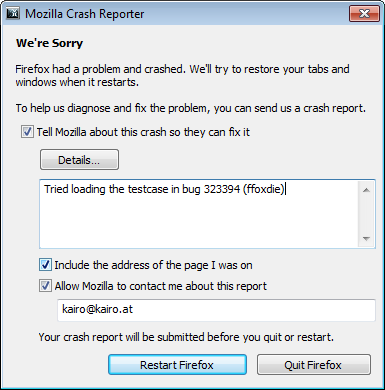 Mozilla Crash Reporter
We're Sorry
Firefox had a problem and crashed. We'll try to restore your tabs and
windows when it restarts.
To help us diagnose and fix the problem, you can send us a crash report.
Tell Mozilla about this crash so they can fix it
Details...
Tried loading the testcase in bug 323394 (ffoxdie)
Include the address of the page I was on
Allow Mozilla to contact me about this report
kairo@kairo.at
Your crash report will be submitted before you quit or restart.
Restart Firefox
Quit Firefox